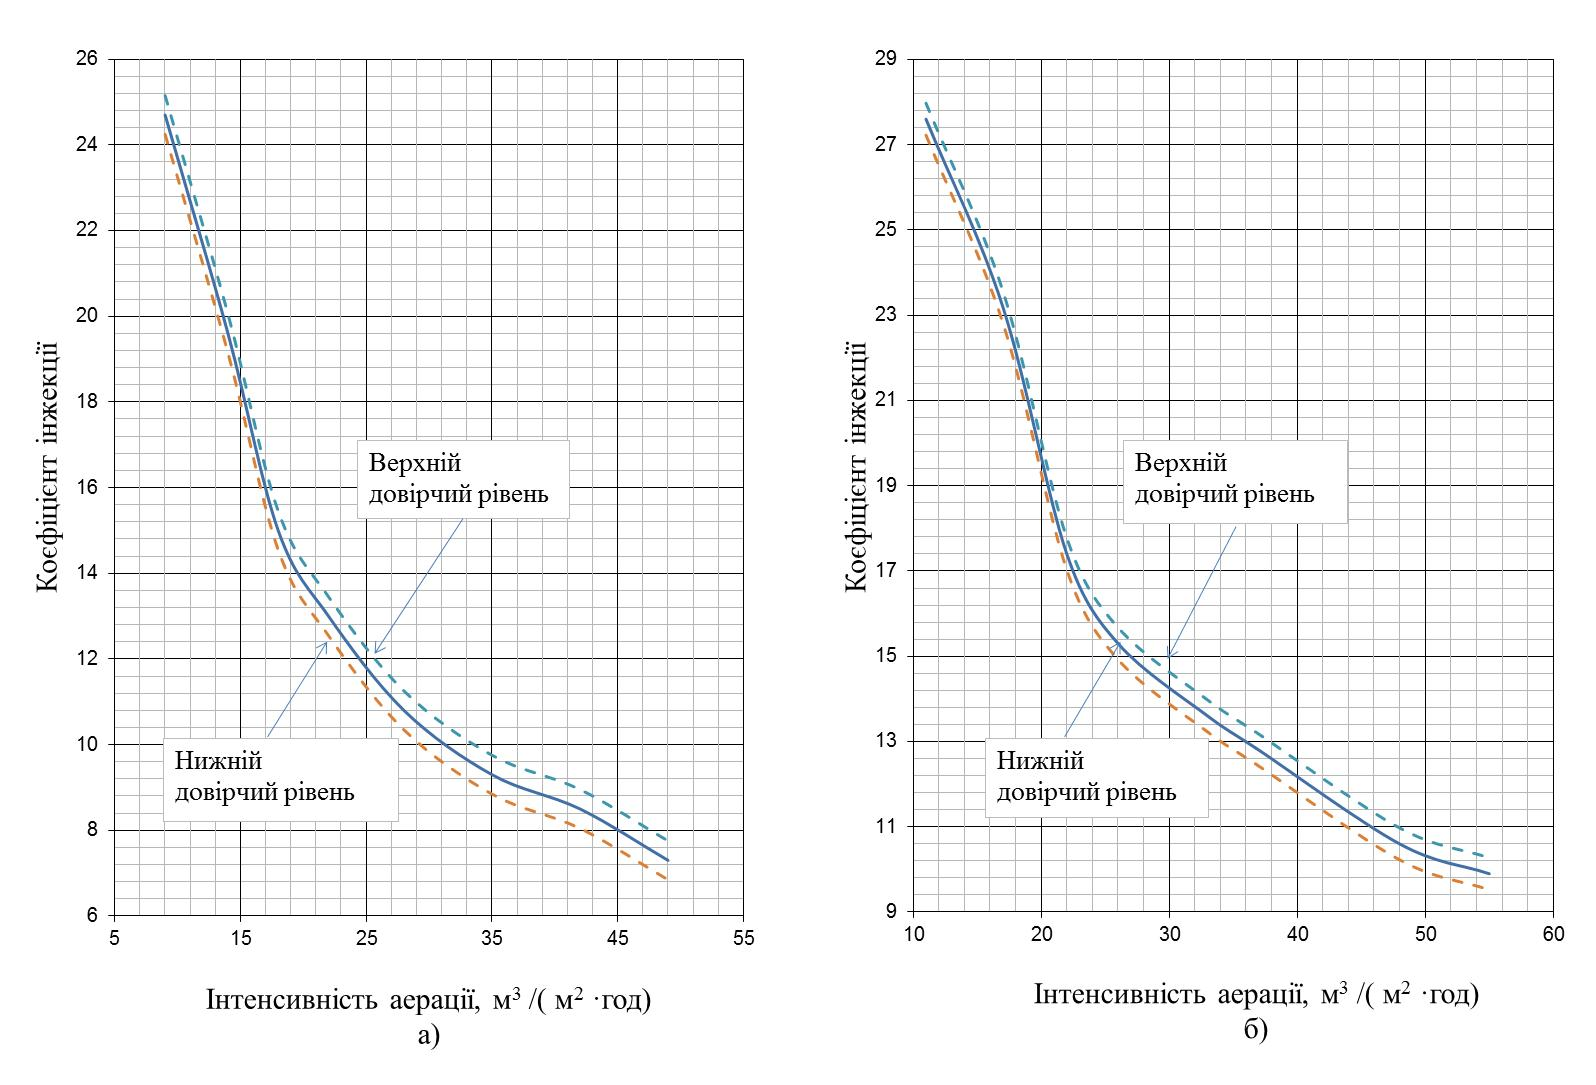 26
24
22
20
18
16
14
12
10
8
6
5 15 25 35 45 55
Коєфіцієнт інжекції
Верхній
довірчий рівень
Нижній
довірчий рівень
Інтенсивність аерації, м³ /( м² ·год)
а)
29
27
25
23
21
19
17
15
13
11
9
10 20 30 40 50 60
Коєфіцієнт інжекції
Верхній
довірчий рівень
Нижній
довірчий рівень
Інтенсивність аерації, м³ /( м² ·год)
б)